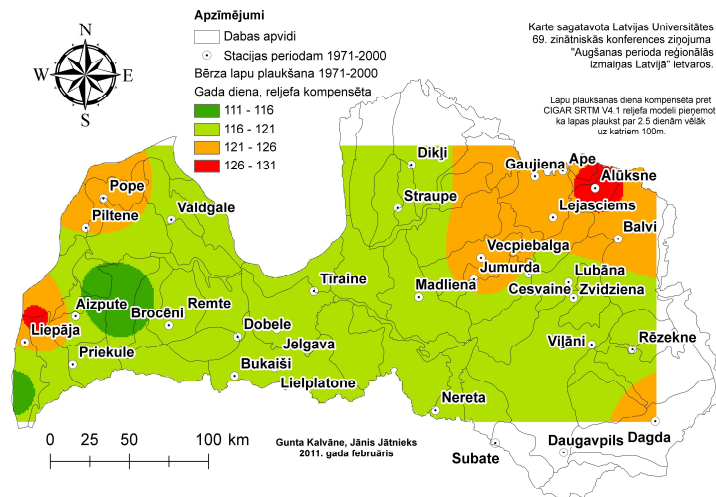 Apzīmējumi
Dabas apvidi
Stacijas periodam 1971-2000
Bērza lapu plaukšana 1971-2000
Gada diena, reljefa kompensēta
111 - 116
116 - 121
121 - 126
126 - 131
N
W
E
S
Karte sagatavota Latvijas Universitātes
69. zinātniskās konferences ziņojuma
"Augšanas perioda reģionālās
izmaiņas Latvijā" ietvaros.
Lapu plaukšanas diena kompensēta pret
CIGAR SRTM V4.1 reljefa modeli pieņemot
ka lapas plaukst par 2.5 dienām vēlāk
uz katriem 100m.
Dikļi
Gaujiena
Ape
Alūksne
Pope
Piltene
Valdgale
Straupe
Lejasciems
Balvi
Vecpiebalga
Jumurda
Tīraine
Madliena
Lubāna
Cesvaine
Zvidziena
Aizpute
Brocēni
Remte
Liepāja
Dobele
Jelgava
Viļāni
Rēzekne
Priekule
Bukaiši
Lielplatone
Nereta
Dagda
Daugavpils
Subate
0 25 50 100 km
Gunta Kalvāne, Jānis Jātnieks
2011. gada februāris